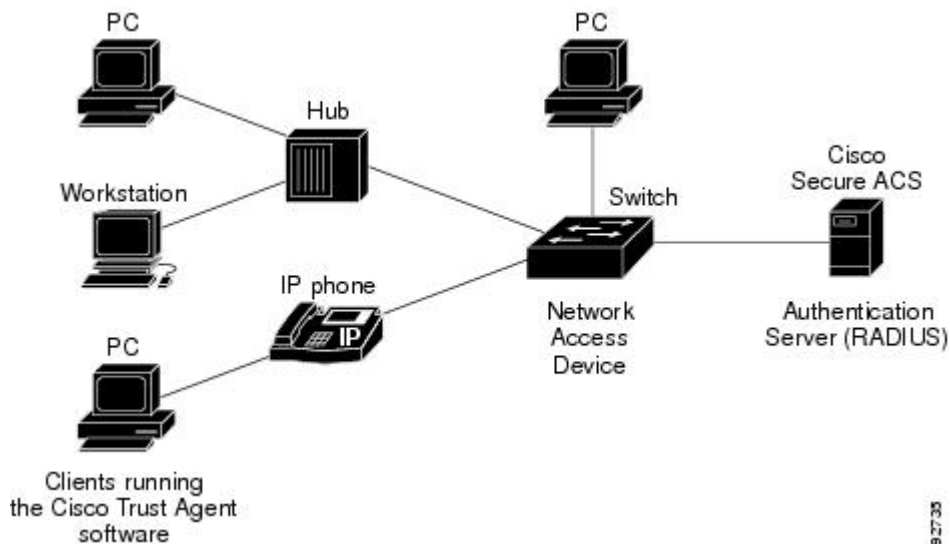 PC
PC
Hub
Cisco
Secure ACS
Workstation
Switch
IP phone
IP
Network
Access
Device
Authentication
Server (RADIUS)
PC
Clients running
the Cisco Trust Agent
software
92735